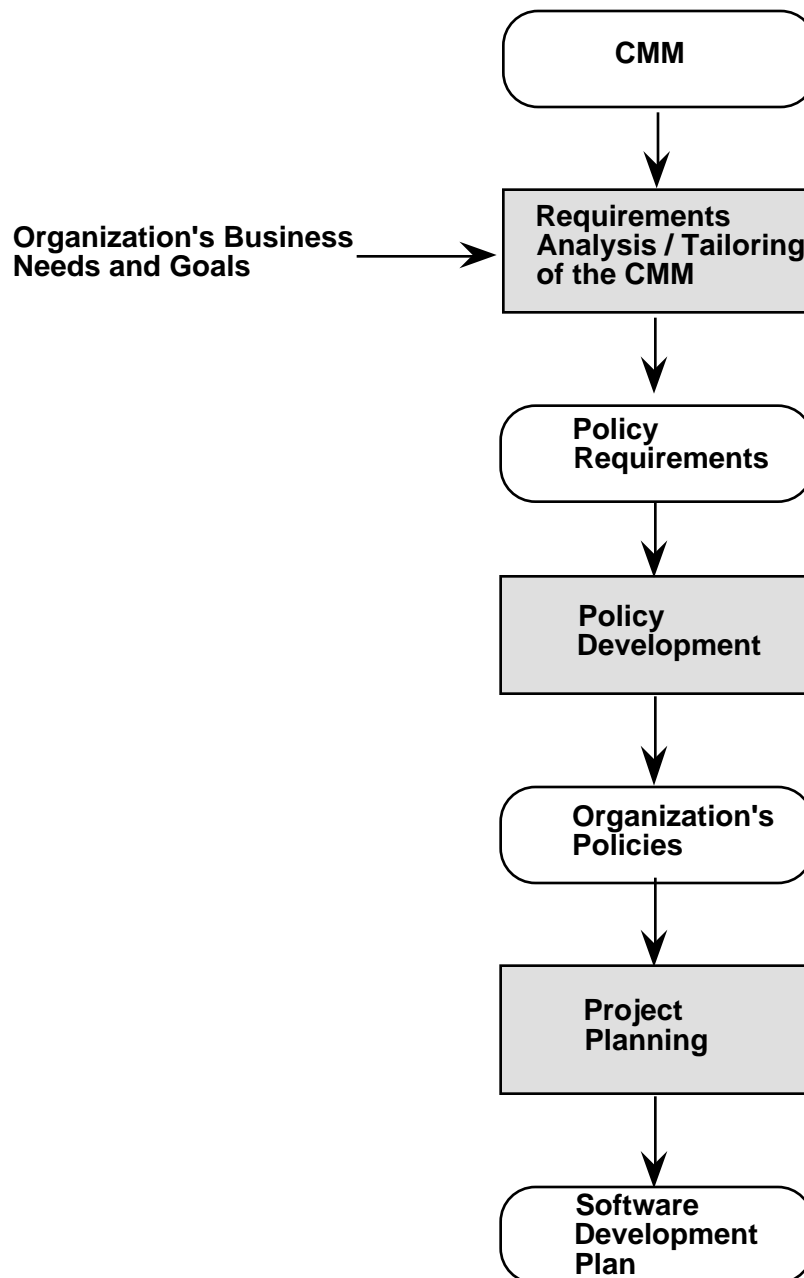 CMM
Requirements
Analysis / Tailoring
of the CMM
Organization's Business
Needs and Goals
Policy
Requirements
Policy
Development
Organization's
Policies
Project
Planning
Software
Development
Plan